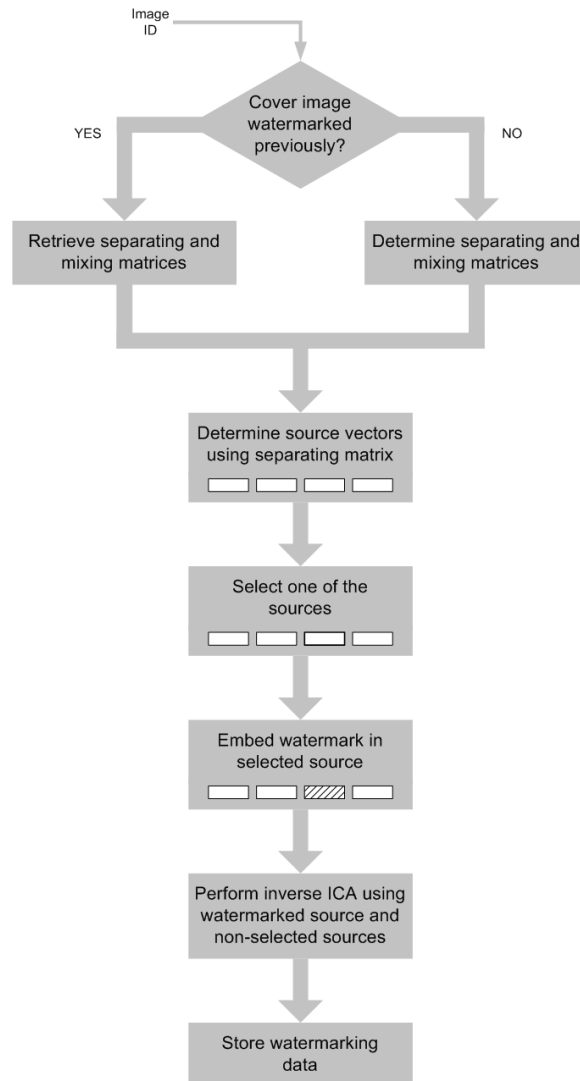 Image
ID
Cover image
watermarked
previously?
YES
NO
Retrieve separating and
mixing matrices
Determine separating and
mixing matrices
Determine source vectors
using separating matrix
Select one of the
sources
Embed watermark in
selected source
Perform inverse ICA using
watermarked source and
non-selected sources
Store watermarking
data